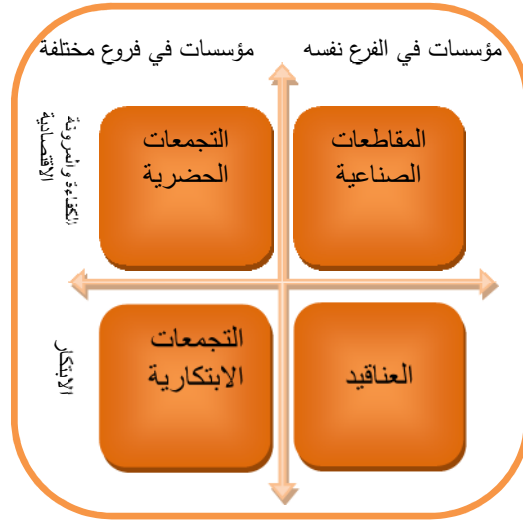 مؤسسات في الفرع نفسه
مؤسسات في فروع مختلفة
المقاطعات
الصناعية
التجمعات
الحضرية
الكفاءة والمرونة
الاقتصادية
العناقيد
التجمعات
الابتكارية
الابتكار